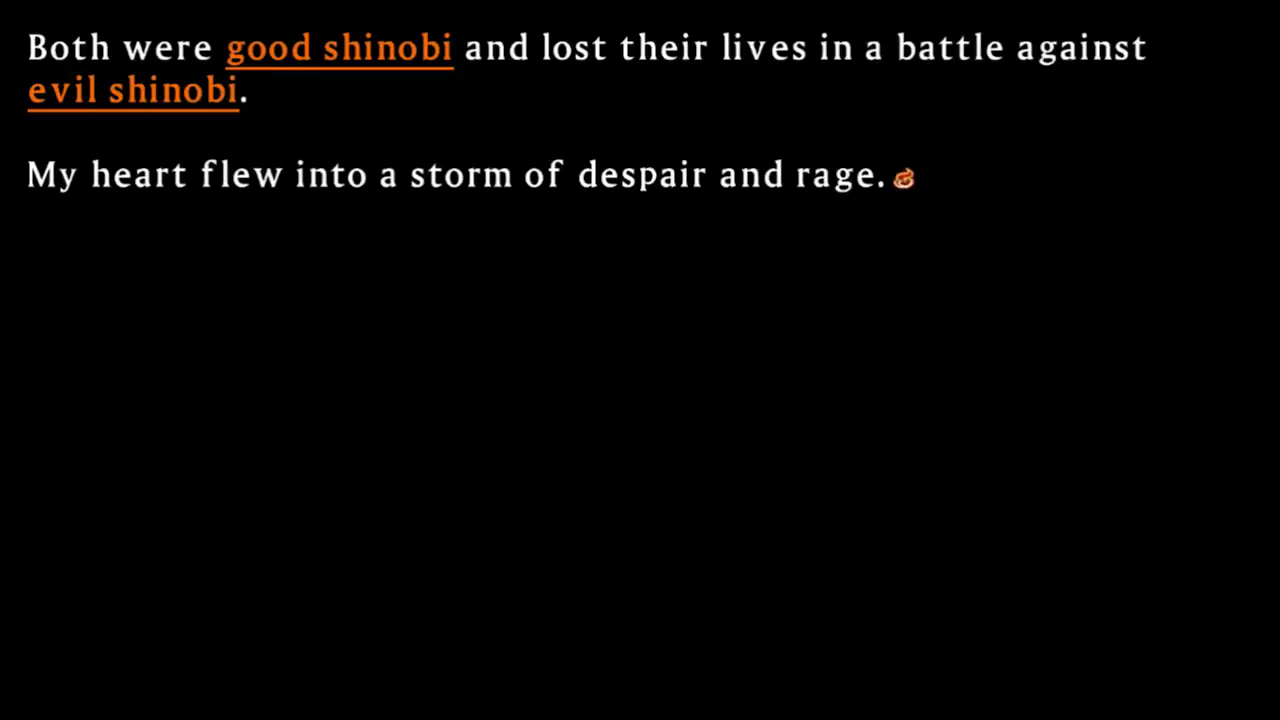 Both were good shinobi and lost their lives in a battle against
evil shinobi.
My heart flew into a storm of despair and rage.